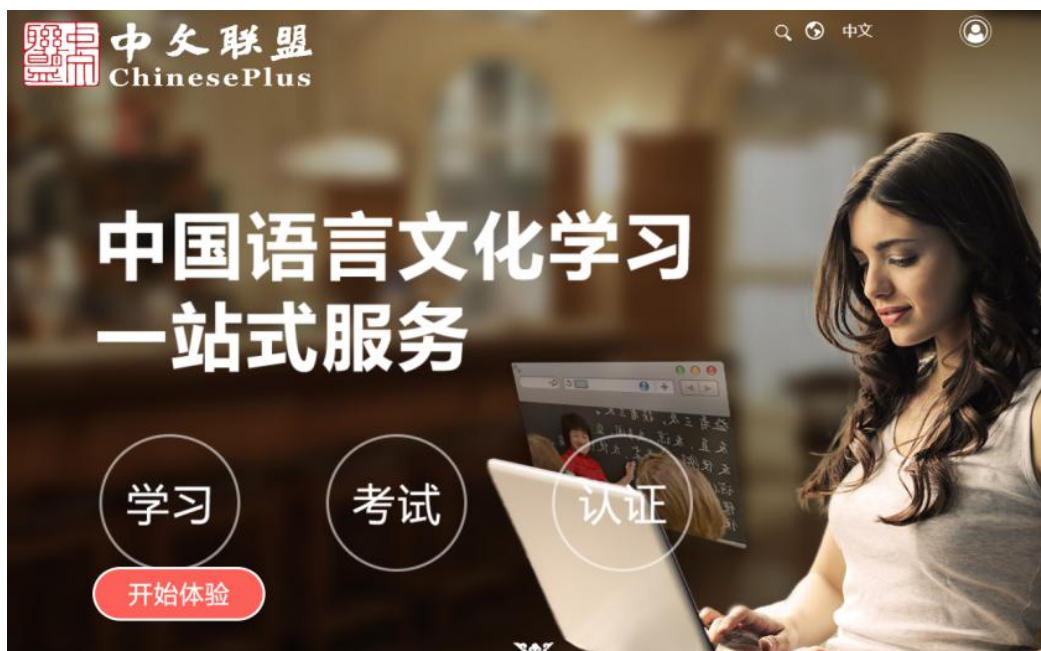 中文联盟
ChinesePlus
中文
中国语言文化学习
一站式服务
学习
考试
认证
开始体验